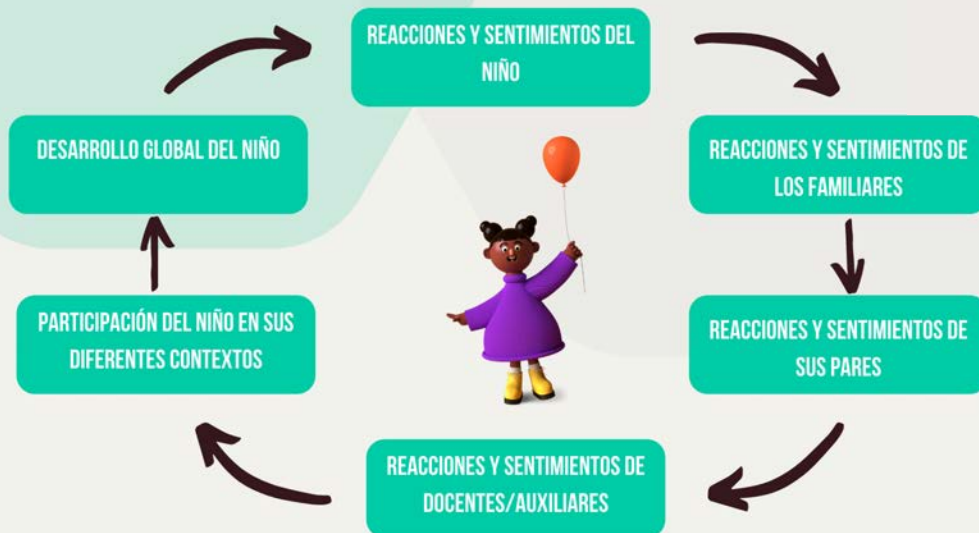 REACCIONES Y SENTIMIENTOS DEL
NIÑO
REACCIONES Y SENTIMIENTOS DE
LOS FAMILIARES
REACCIONES Y SENTIMIENTOS DE
SUS PARES
REACCIONES Y SENTIMIENTOS DE
DOCENTES/AUXILIARES
PARTICIPACIÓN DEL NIÑO EN SUS
DIFERENTES CONTEXTOS
DESARROLLO GLOBAL DEL NIÑO